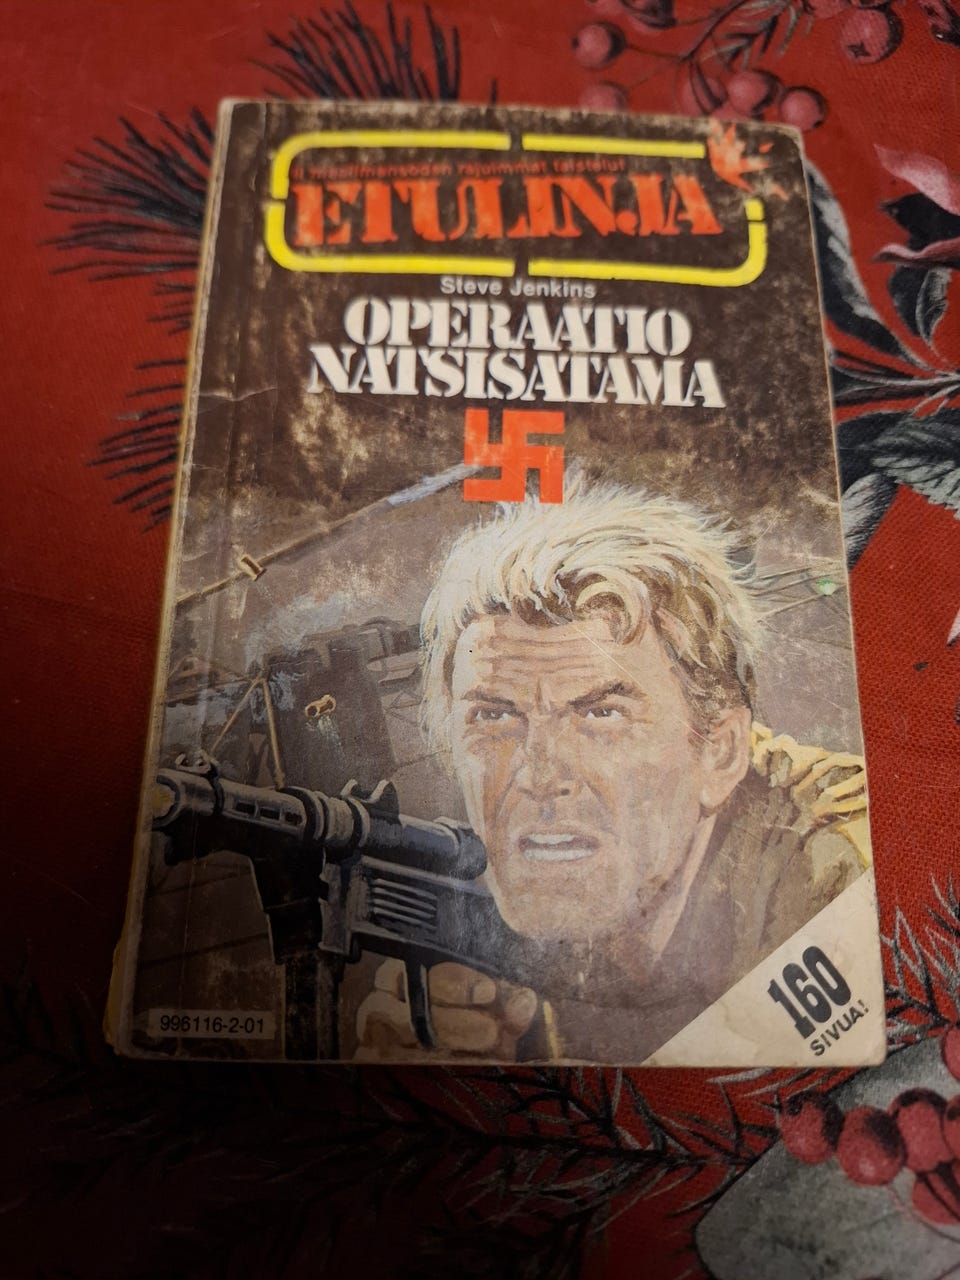 II maailmansodan rajuimmat taistelut
ETULINJA
Steve Jenkins
OPERAATIO
NATSISATAMA
160
SIVUA!
996116-2-01